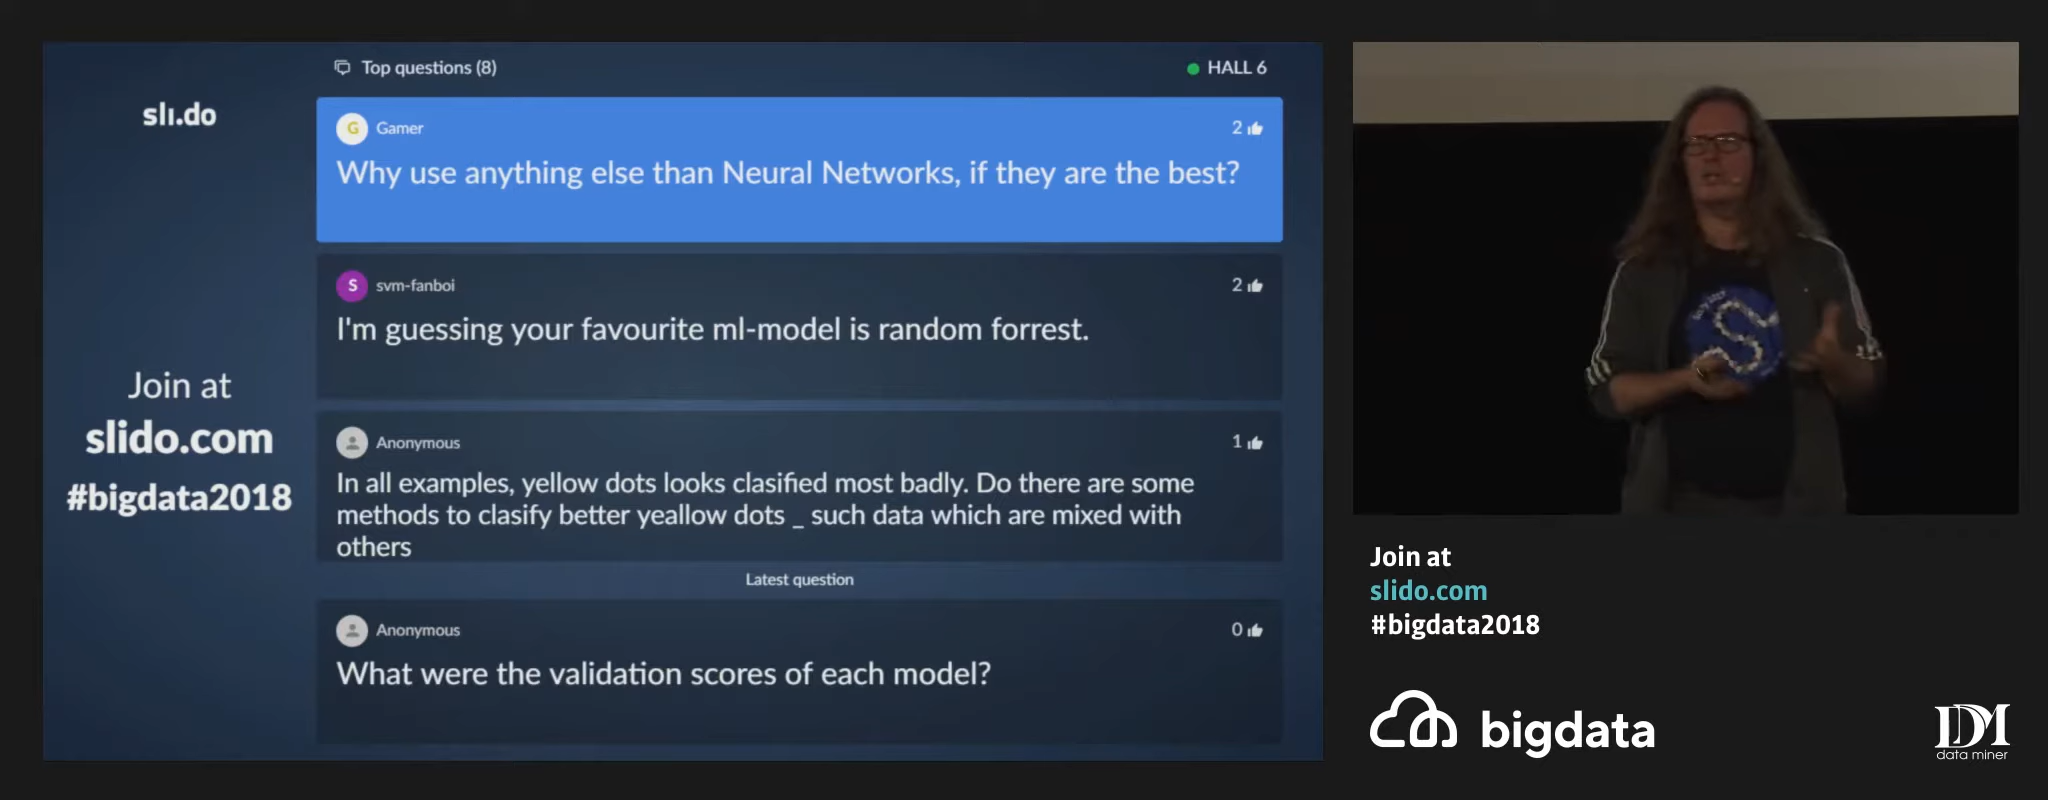 sli.do
Join at
slido.com
#bigdata2018
Top questions (8)
HALL 6
G
Gamer
2
Why use anything else than Neural Networks, if they are the best?
S
svm-fanboi
2
I'm guessing your favourite ml-model is random forrest.
Anonymous
1
In all examples, yellow dots looks clasified most badly. Do there are some
methods to clasify better yeallow dots _ such data which are mixed with
others
Latest question
Anonymous
0
What were the validation scores of each model?
S
Join at
slido.com
#bigdata2018
bigdata
DM
data miner